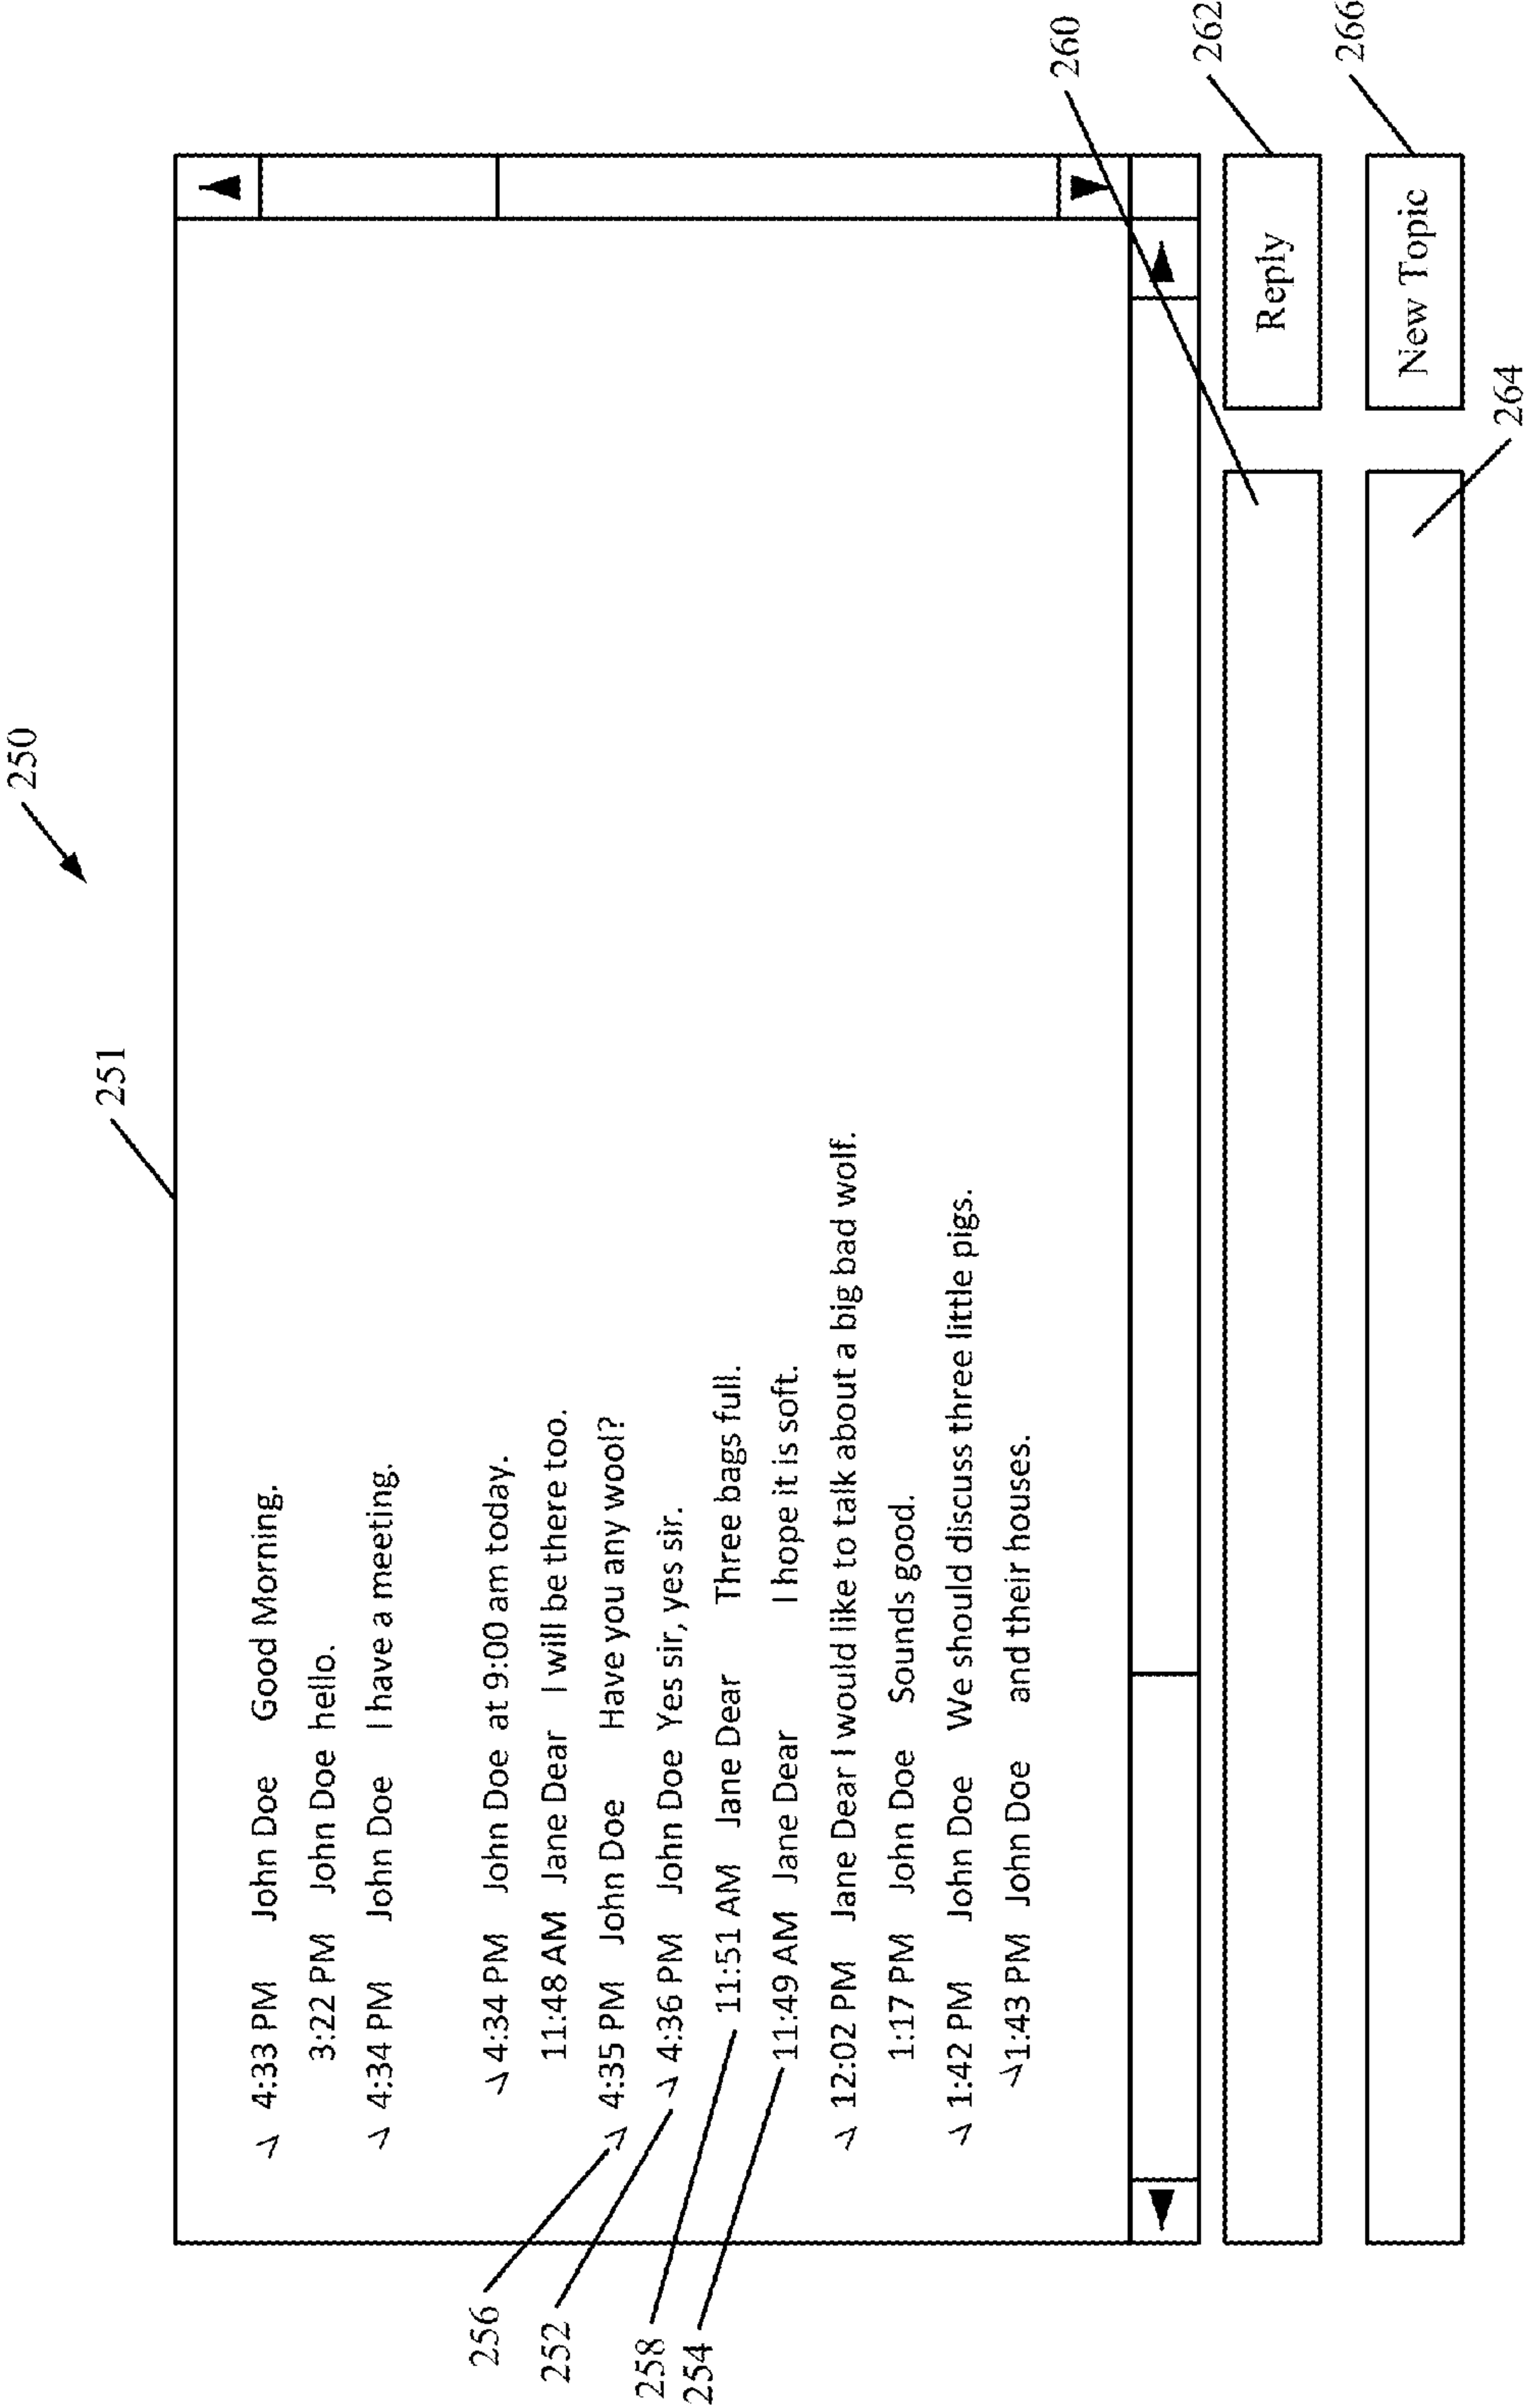 250
251
4:33 PM John Doe Good Morning.
3:22 PM John Doe hello.
4:34 PM John Doe I have a meeting.
4:34 PM John Doe at 9:00 am today.
11:48 AM Jane Dear I will be there too.
4:35 PM John Doe Have you any wool?
4:36 PM John Doe Yes sir, yes sir.
11:51 AM Jane Dear Three bags full.
11:49 AM Jane Dear I hope it is soft.
12:02 PM Jane Dear I would like to talk about a big bad wolf.
1:17 PM John Doe Sounds good.
1:42 PM John Doe We should discuss three little pigs.
1:43 PM John Doe and their houses.
256
252
258
254
260
Reply
262
New Topic
266
264